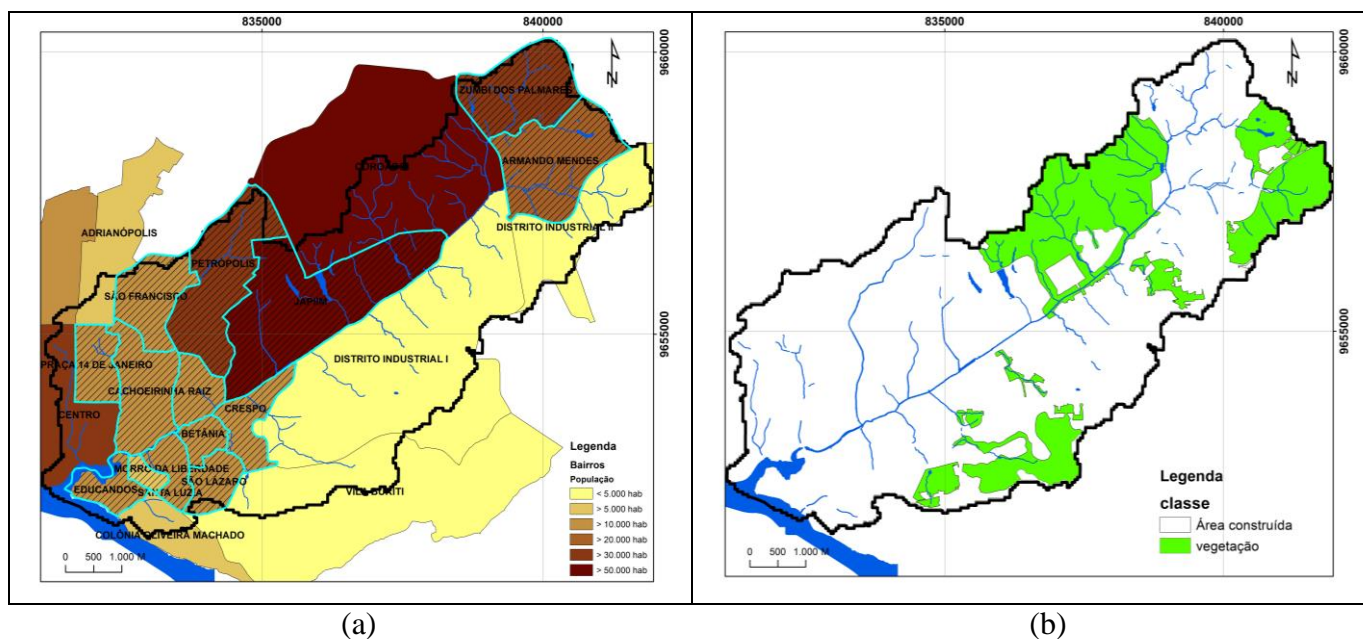 835000
840000
9660000
9655000
N
ZUMBI DOS PALMARES
ARMANDO MENDES
COROADO
DISTRITO INDUSTRIAL II
ADRIANÓPOLIS
PETRÓPOLIS
SÃO FRANCISCO
JAPIIM
DISTRITO INDUSTRIAL I
PRAÇA 14 DE JANEIRO
CACHOEIRINHA RAIZ
CENTRO
CRESPO
BETÂNIA
MORRO DA LIBERDADE
SÃO LÁZARO
EDUCANDOS
SANTA LUZIA
VILA BURITI
COLÔNIA OLIVEIRA MACHADO
Legenda
Bairros
População
< 5.000 hab
> 5.000 hab
> 10.000 hab
> 20.000 hab
> 30.000 hab
> 50.000 hab
0 500 1.000 M
(a)
835000
840000
9660000
9655000
N
Legenda
classe
Área construída
vegetação
0 500 1.000 M
(b)